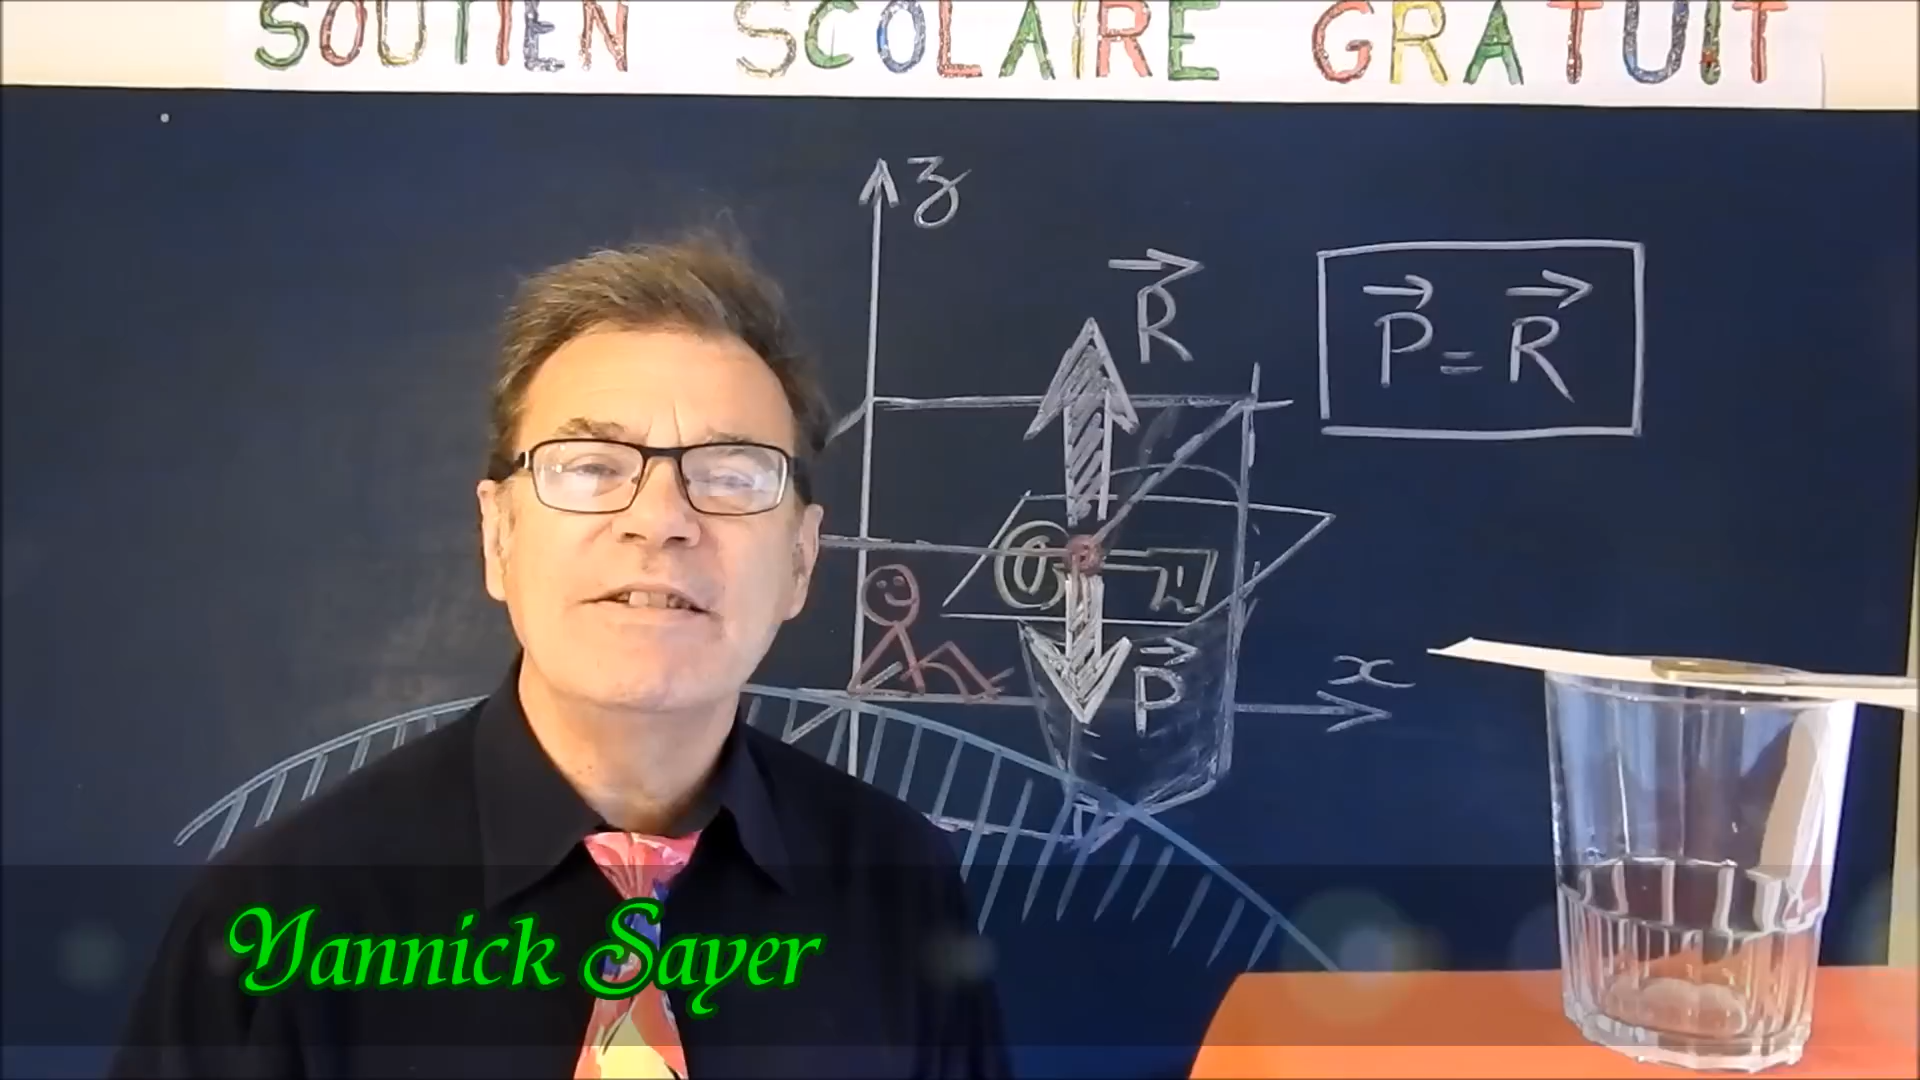 SOUTIEN SCOLAIRE GRATUIT
z
R
P = R
x
P
Yannick Sayer